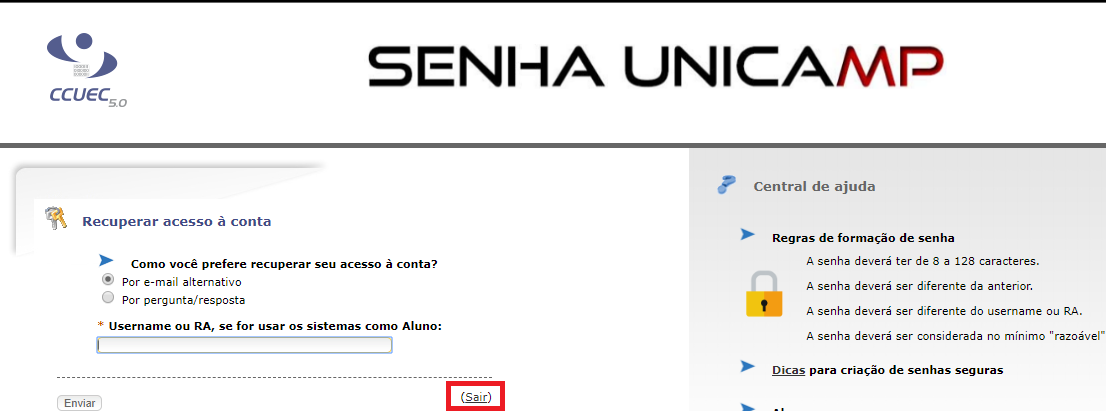 CCUEC 5.0
SENHA UNICAMP
Recuperar acesso à conta
Como você prefere recuperar seu acesso à conta?
Por e-mail alternativo
Por pergunta/resposta
* Username ou RA, se for usar os sistemas como Aluno:
Enviar
(Sair)
Central de ajuda
Regras de formação de senha
A senha deverá ter de 8 a 128 caracteres.
A senha deverá ser diferente da anterior.
A senha deverá ser diferente do username ou RA.
A senha deverá ser considerada no mínimo "razoável"
Dicas para criação de senhas seguras